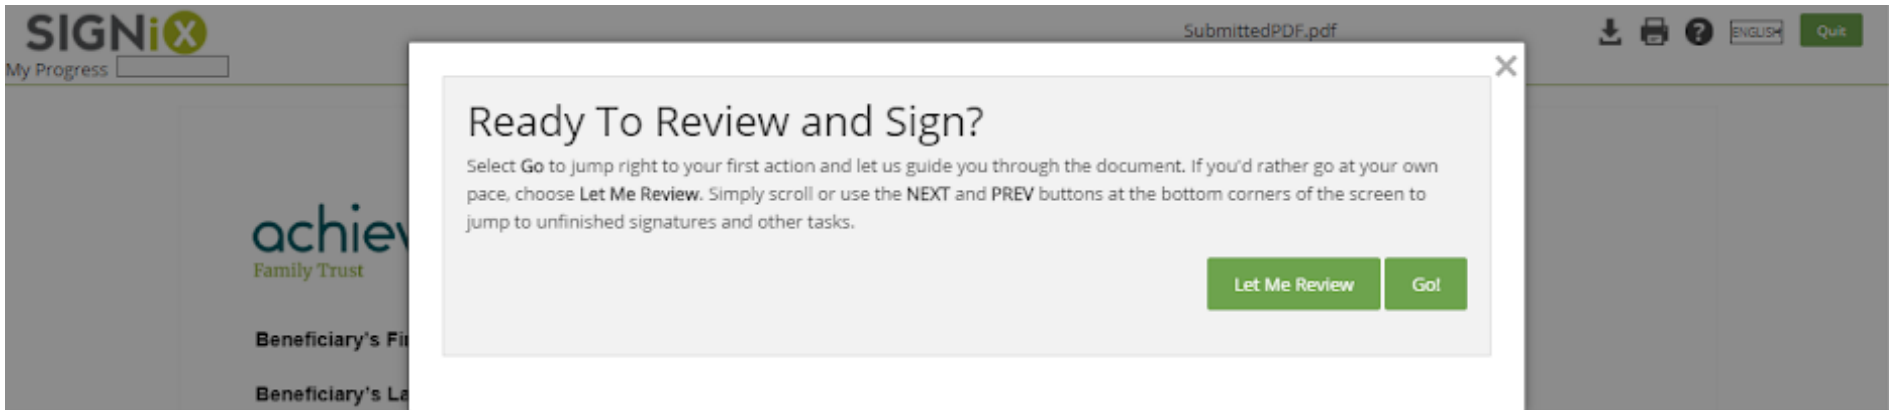 SIGNiX
SubmittedPDF.pdf
ENGLISH
Quit
My Progress
Ready To Review and Sign?
Select Go to jump right to your first action and let us guide you through the document. If you'd rather go at your own
pace, choose Let Me Review. Simply scroll or use the NEXT and PREV buttons at the bottom corners of the screen to
jump to unfinished signatures and other tasks.
Let Me Review
Go!
achiev
Family Trust
Beneficiary's Fi
Beneficiary's La